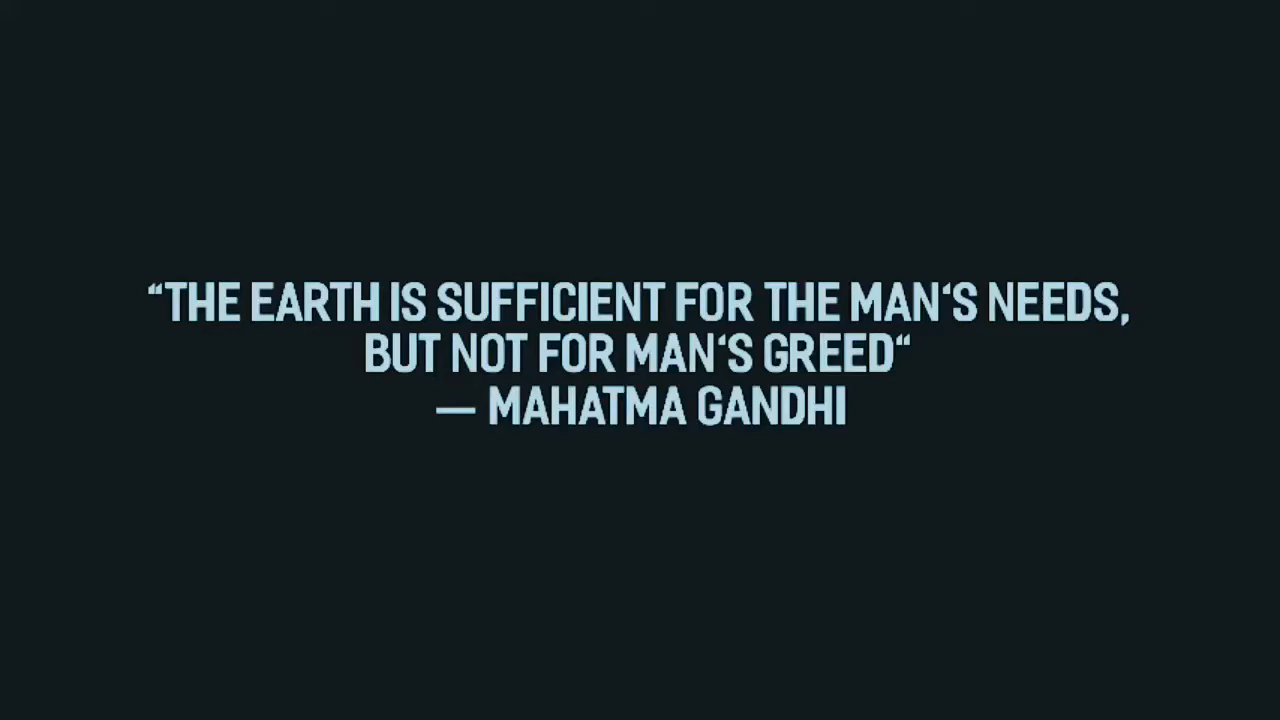 “THE EARTH IS SUFFICIENT FOR THE MAN‘S NEEDS,
BUT NOT FOR MAN‘S GREED“
— MAHATMA GANDHI